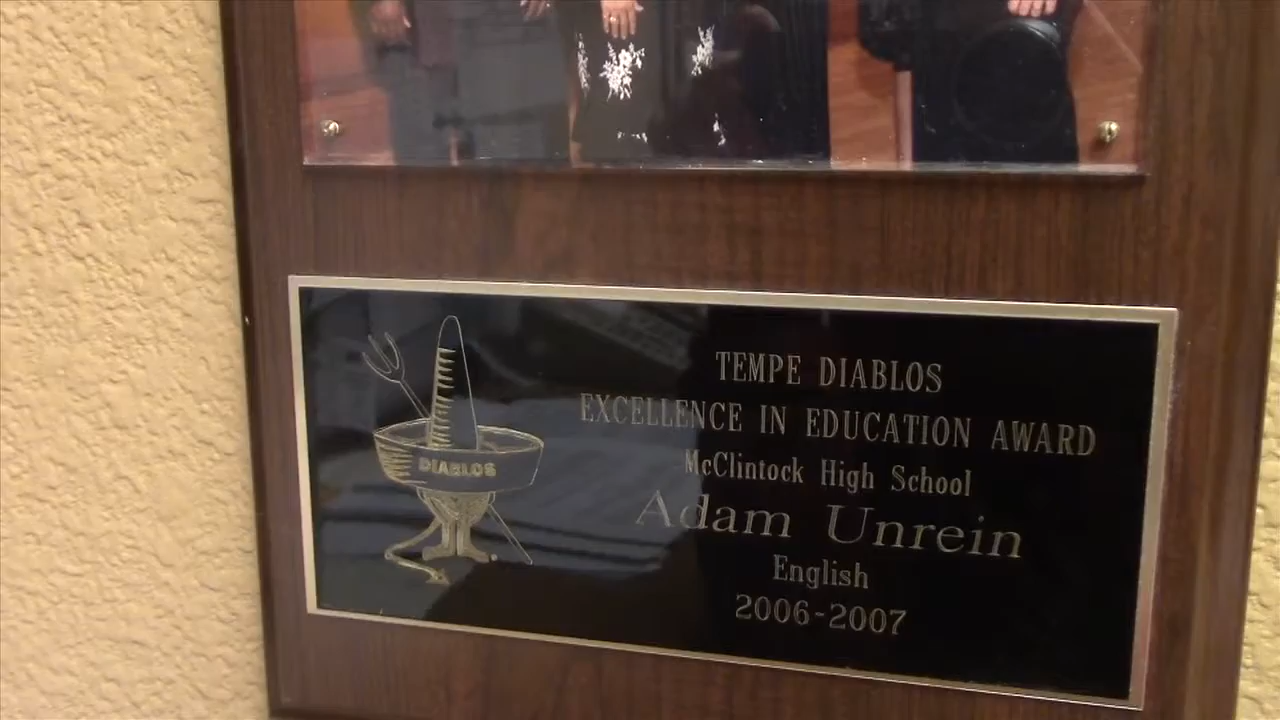 DIABLOS
TEMPE DIABLOS
EXCELLENCE IN EDUCATION AWARD
McClintock High School
Adam Unrein
English
2006-2007